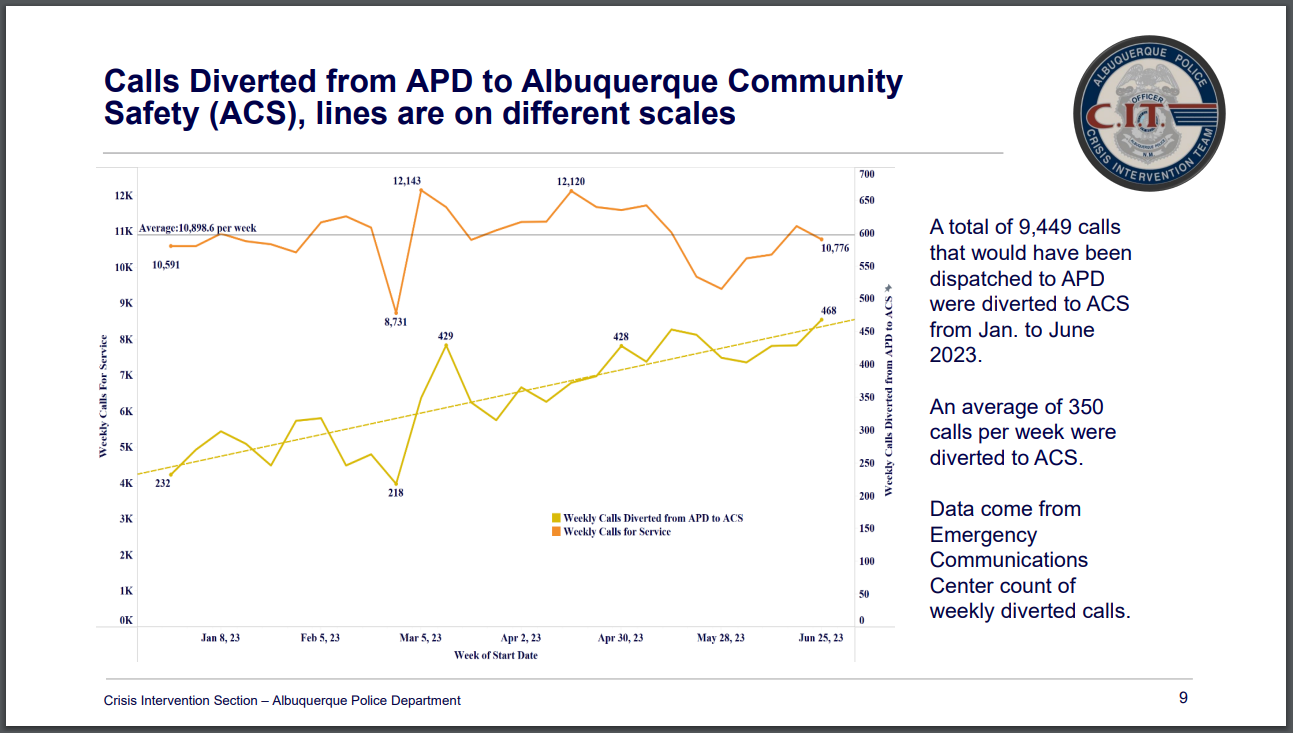 Calls Diverted from APD to Albuquerque Community
Safety (ACS), lines are on different scales
ALBUQUERQUE POLICE
OFFICER
C.I.T.
CRISIS INTERVENTION TEAM
12K
11K
10K
9K
8K
7K
6K
5K
4K
3K
2K
1K
0K
Weekly Calls For Service
Average:10,898.6 per week
10,591
12,143
8,731
12,120
10,776
232
218
429
428
468
Weekly Calls Diverted from APD to ACS
Weekly Calls for Service
700
650
600
550
500
450
400
350
300
250
200
150
100
50
0
Weekly Calls Diverted from APD to ACS
Jan 8, 23
Feb 5, 23
Mar 5, 23
Apr 2, 23
Apr 30, 23
May 28, 23
Jun 25, 23
Week of Start Date
A total of 9,449 calls
that would have been
dispatched to APD
were diverted to ACS
from Jan. to June
2023.
An average of 350
calls per week were
diverted to ACS.
Data come from
Emergency
Communications
Center count of
weekly diverted calls.
Crisis Intervention Section – Albuquerque Police Department
9